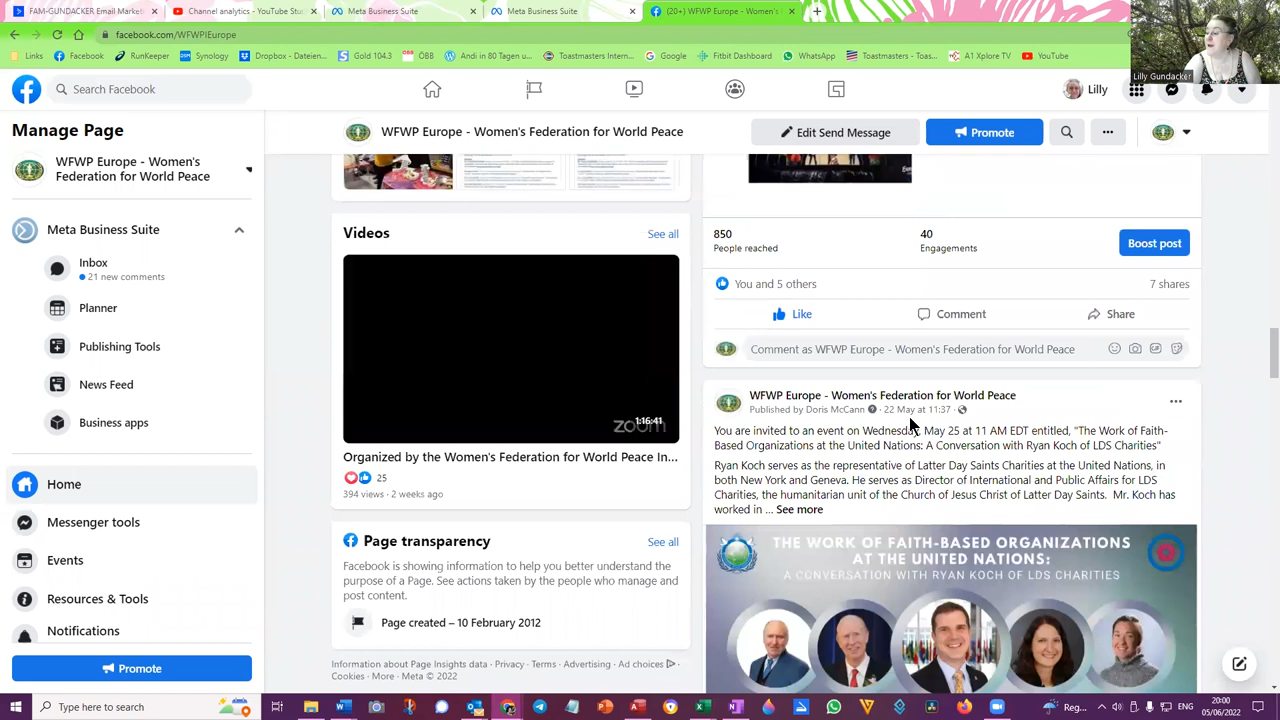 FAM-GUNDACKER Email Market
Channel analytics - YouTube Stu
Meta Business Suite
Meta Business Suite
(20+) WFWP Europe - Women's
facebook.com/WFWPIEurope
Links
Facebook
RunKeeper
Synology
Dropbox - Dateien...
Gold 104.3
ÖBB
Andi in 80 Tagen u...
Toastmasters Intern...
Google
Fitbit Dashboard
WhatsApp
Toastmasters - Toas...
A1 Xplore TV
YouTube
Lilly Gundacker
Search Facebook
Lilly
Manage Page
WFWP Europe - Women's
Federation for World Peace
Meta Business Suite
Inbox
21 new comments
Planner
Publishing Tools
News Feed
Business apps
Home
Messenger tools
Events
Resources & Tools
Notifications
Promote
WFWP Europe - Women's Federation for World Peace
Edit Send Message
Promote
Videos
See all
zoom
1:16:41
Organized by the Women's Federation for World Peace In...
25
394 views · 2 weeks ago
Page transparency
See all
Facebook is showing information to help you better understand the
purpose of a Page. See actions taken by the people who manage and
post content.
Page created – 10 February 2012
Information about Page Insights data · Privacy · Terms · Advertising · Ad choices ·
Cookies · More · Meta © 2022
850
People reached
40
Engagements
Boost post
You and 5 others
7 shares
Like
Comment
Share
Comment as WFWP Europe - Women's Federation for World Peace
WFWP Europe - Women's Federation for World Peace
Published by Doris McCann · 22 May at 11:37 ·
You are invited to an event on Wednesday, May 25 at 11 AM EDT entitled, "The Work of Faith-
Based Organizations at the United Nations: A Conversation with Ryan Koch of LDS Charities"
Ryan Koch serves as the representative of Latter Day Saints Charities at the United Nations, in
both New York and Geneva. He serves as Director of International and Public Affairs for LDS
Charities, the humanitarian unit of the Church of Jesus Christ of Latter Day Saints. Mr. Koch has
worked in ... See more
THE WORK OF FAITH-BASED ORGANIZATIONS
AT THE UNITED NATIONS:
A CONVERSATION WITH RYAN KOCH OF LDS CHARITIES
Type here to search
Reg...
20:00
05/06/2022